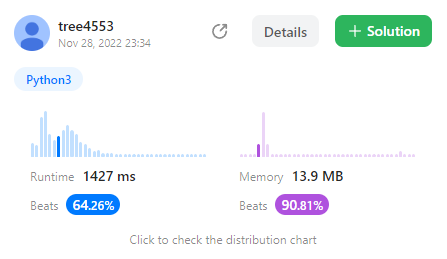 tree4553
Nov 28, 2022 23:34
Details
+ Solution
Python3
Runtime 1427 ms
Memory 13.9 MB
Beats 64.26%
Beats 90.81%
Click to check the distribution chart